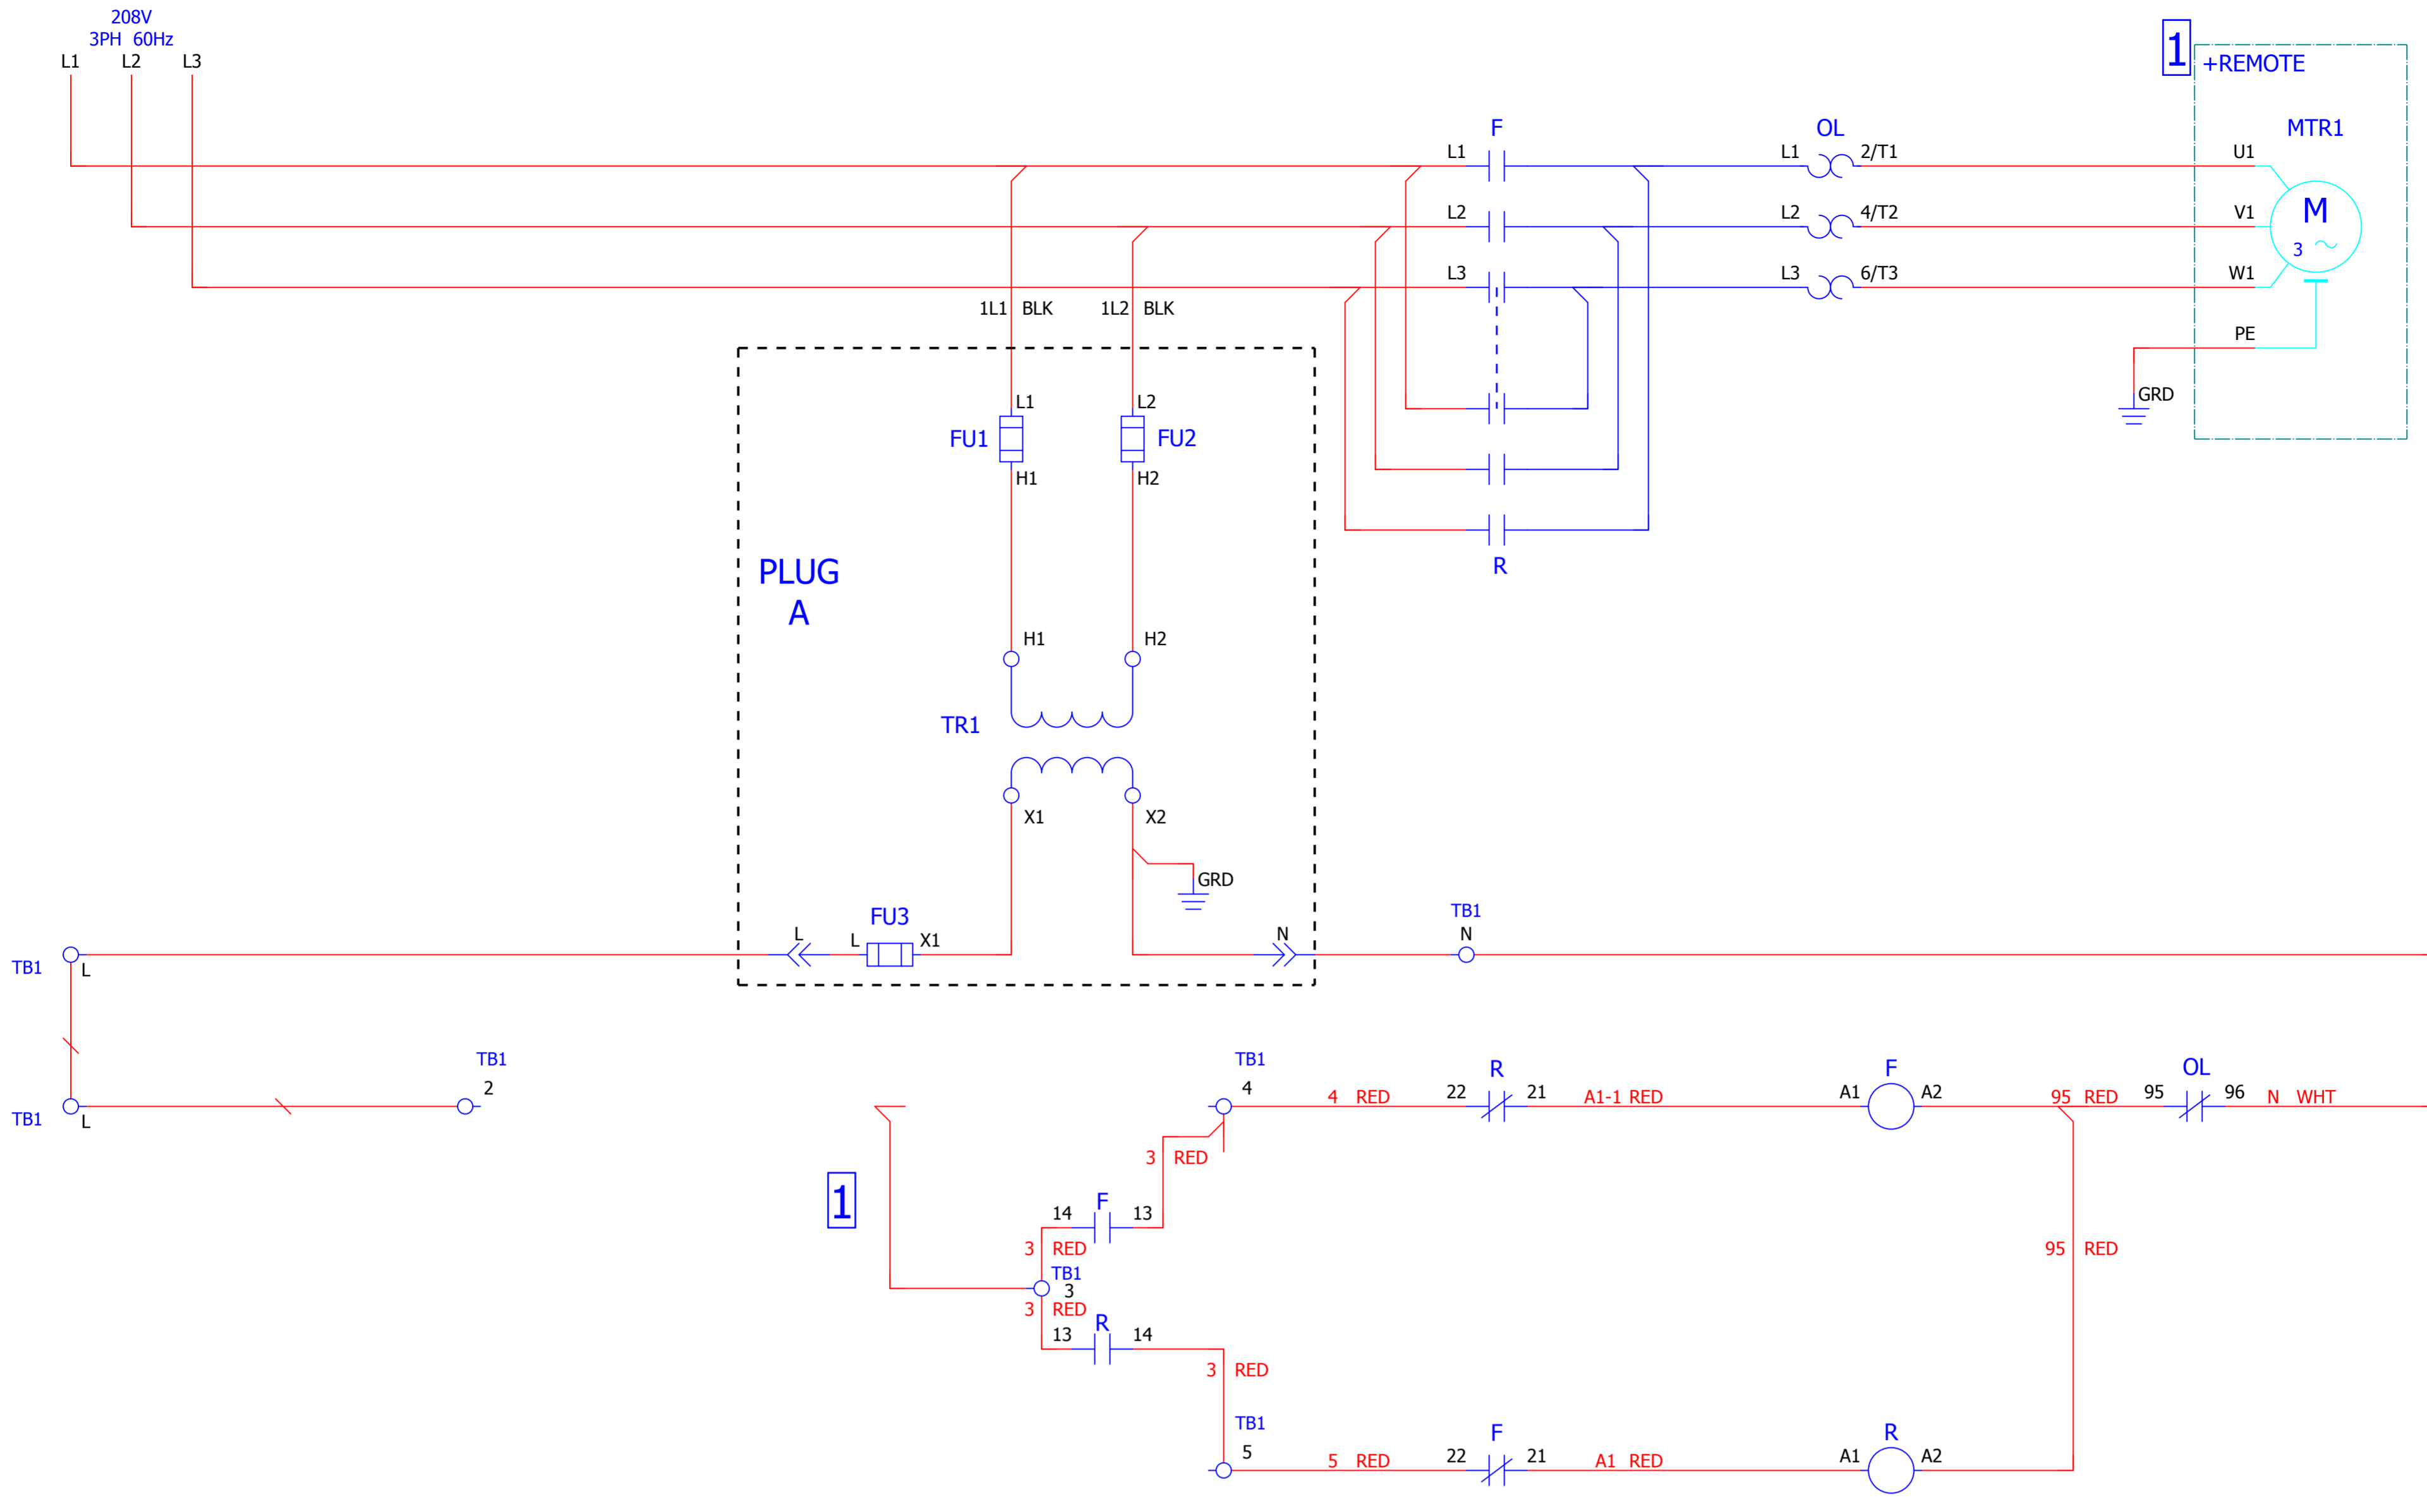 208V
3PH 60Hz
L1 L2 L3
1
+REMOTE
F OL MTR1
L1 L1 2/T1 U1
L2 L2 4/T2 V1
M
3
L3 L3 6/T3 W1
1L1 BLK 1L2 BLK
PE
GRD
L1 L2
FU1 FU2
H1 H2
R
PLUG
A
H1 H2
TR1
X1 X2
GRD
FU3
L L X1 N
TB1
N
TB1 L
TB1
2
TB1 L
TB1
4
4 RED
R
22 21
A1-1 RED
F
A1 A2
95 RED
OL
95 96
N WHT
3 RED
1
F
14 13
3 RED
TB1
3
3 RED
R
13 14
3 RED
95 RED
TB1
5
5 RED
F
22 21
A1 RED
R
A1 A2